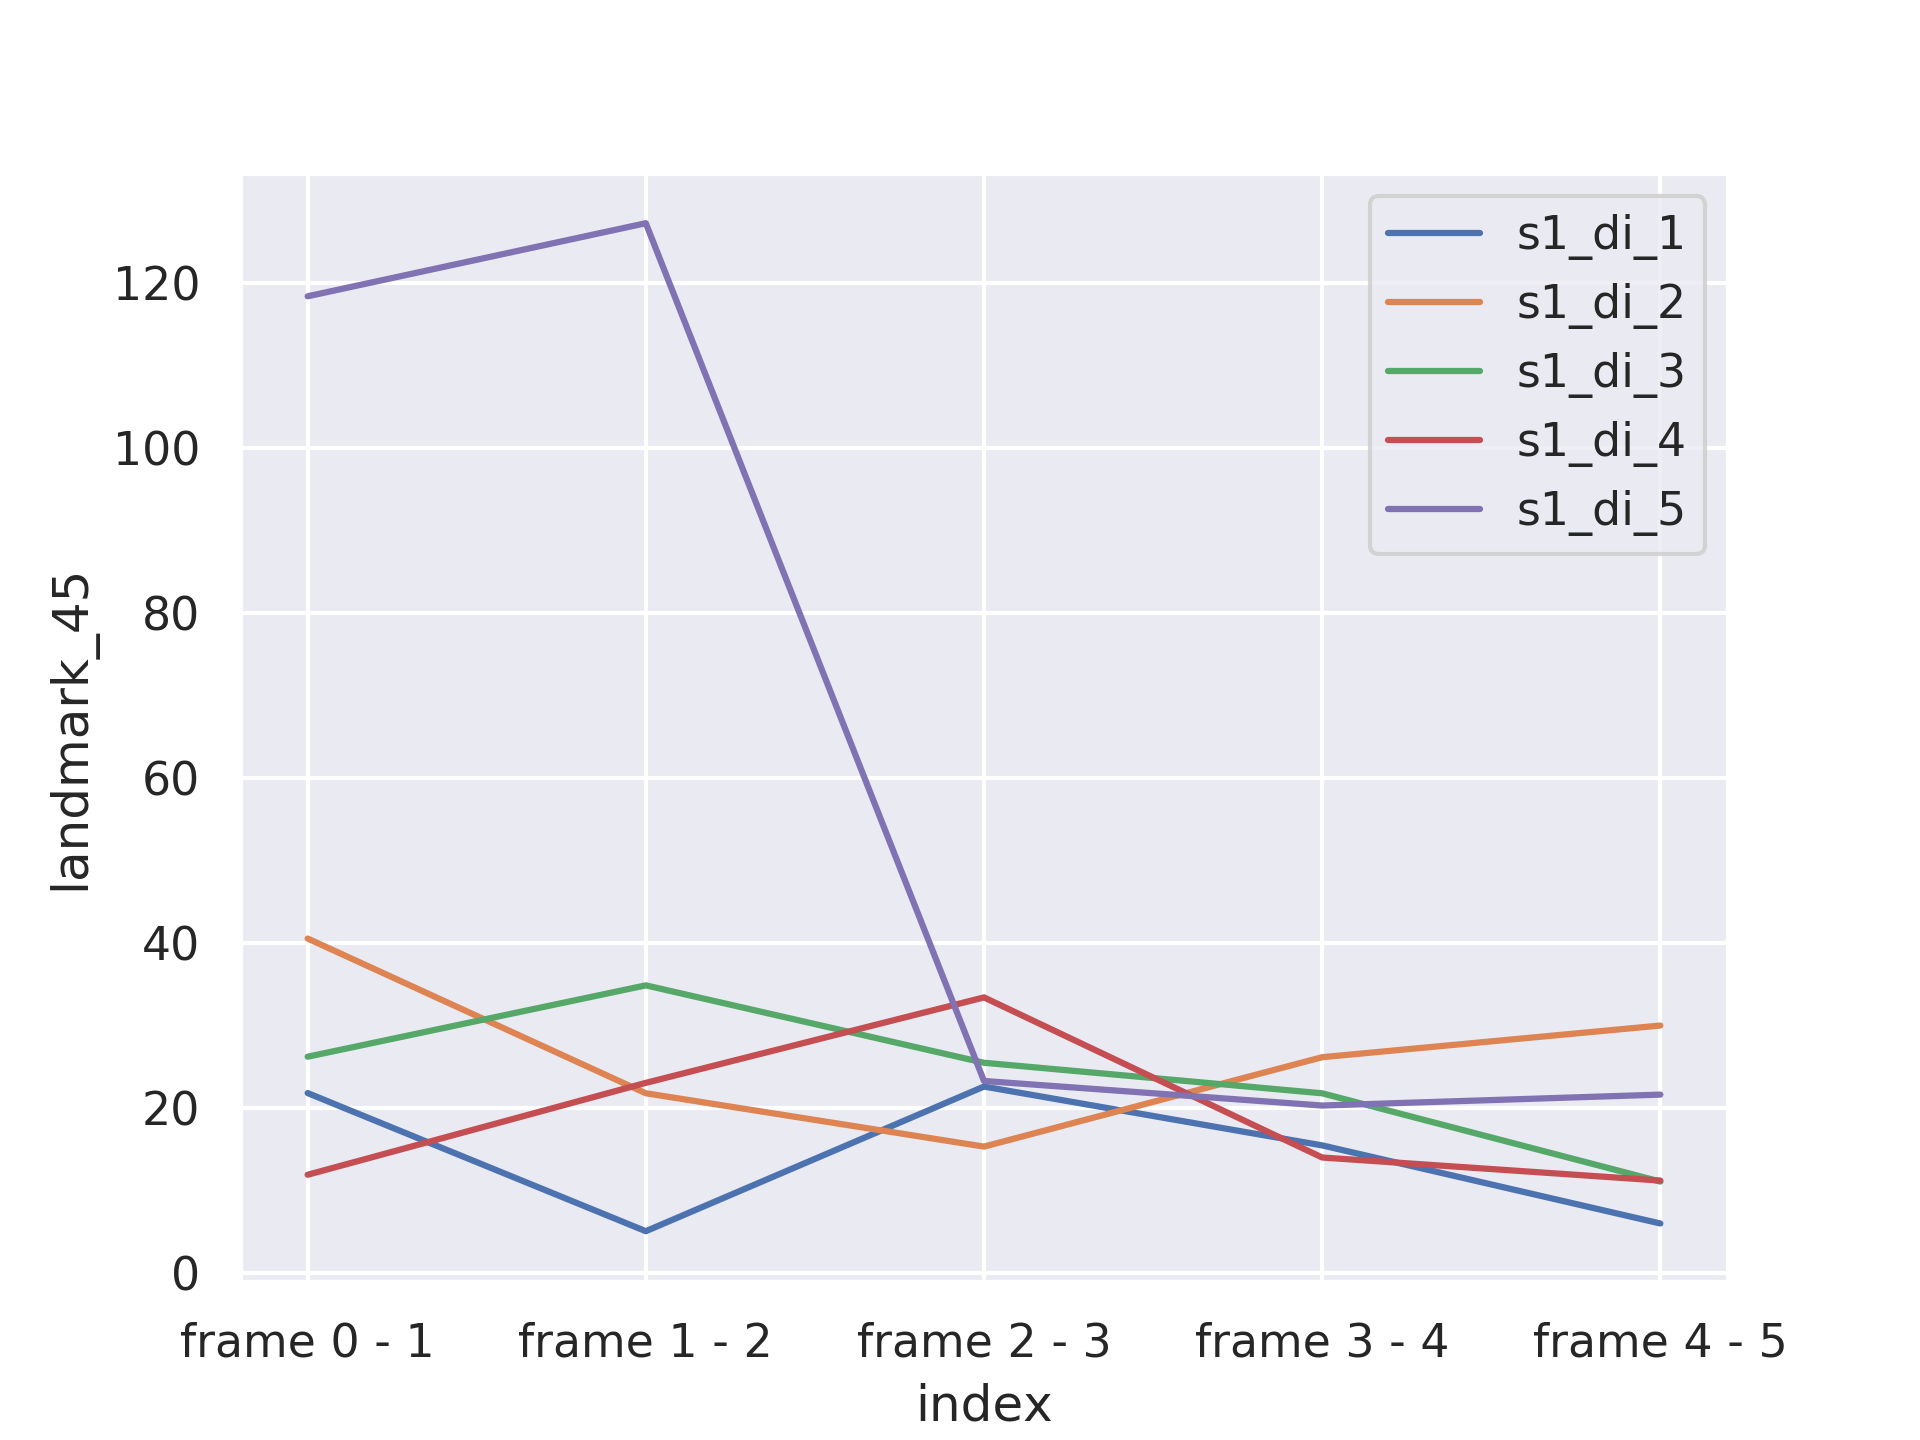 s1_di_1
s1_di_2
s1_di_3
s1_di_4
s1_di_5
120
100
80
60
40
20
0
landmark_45
frame 0 - 1
frame 1 - 2
frame 2 - 3
frame 3 - 4
frame 4 - 5
index